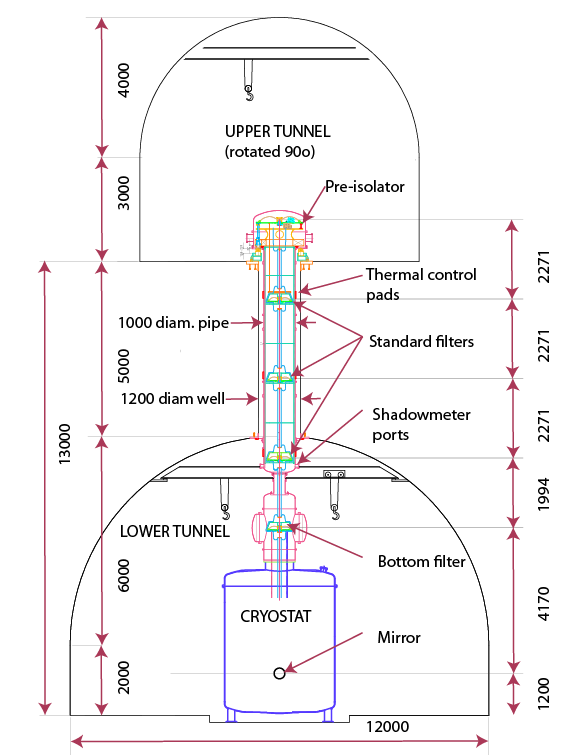 4000
UPPER TUNNEL
(rotated 90o)
3000
Pre-isolator
2271
Thermal control
pads
1000 diam. pipe
5000
Standard filters
2271
1200 diam well
Shadowmeter
ports
2271
13000
1994
LOWER TUNNEL
6000
Bottom filter
CRYOSTAT
4170
Mirror
2000
1200
12000